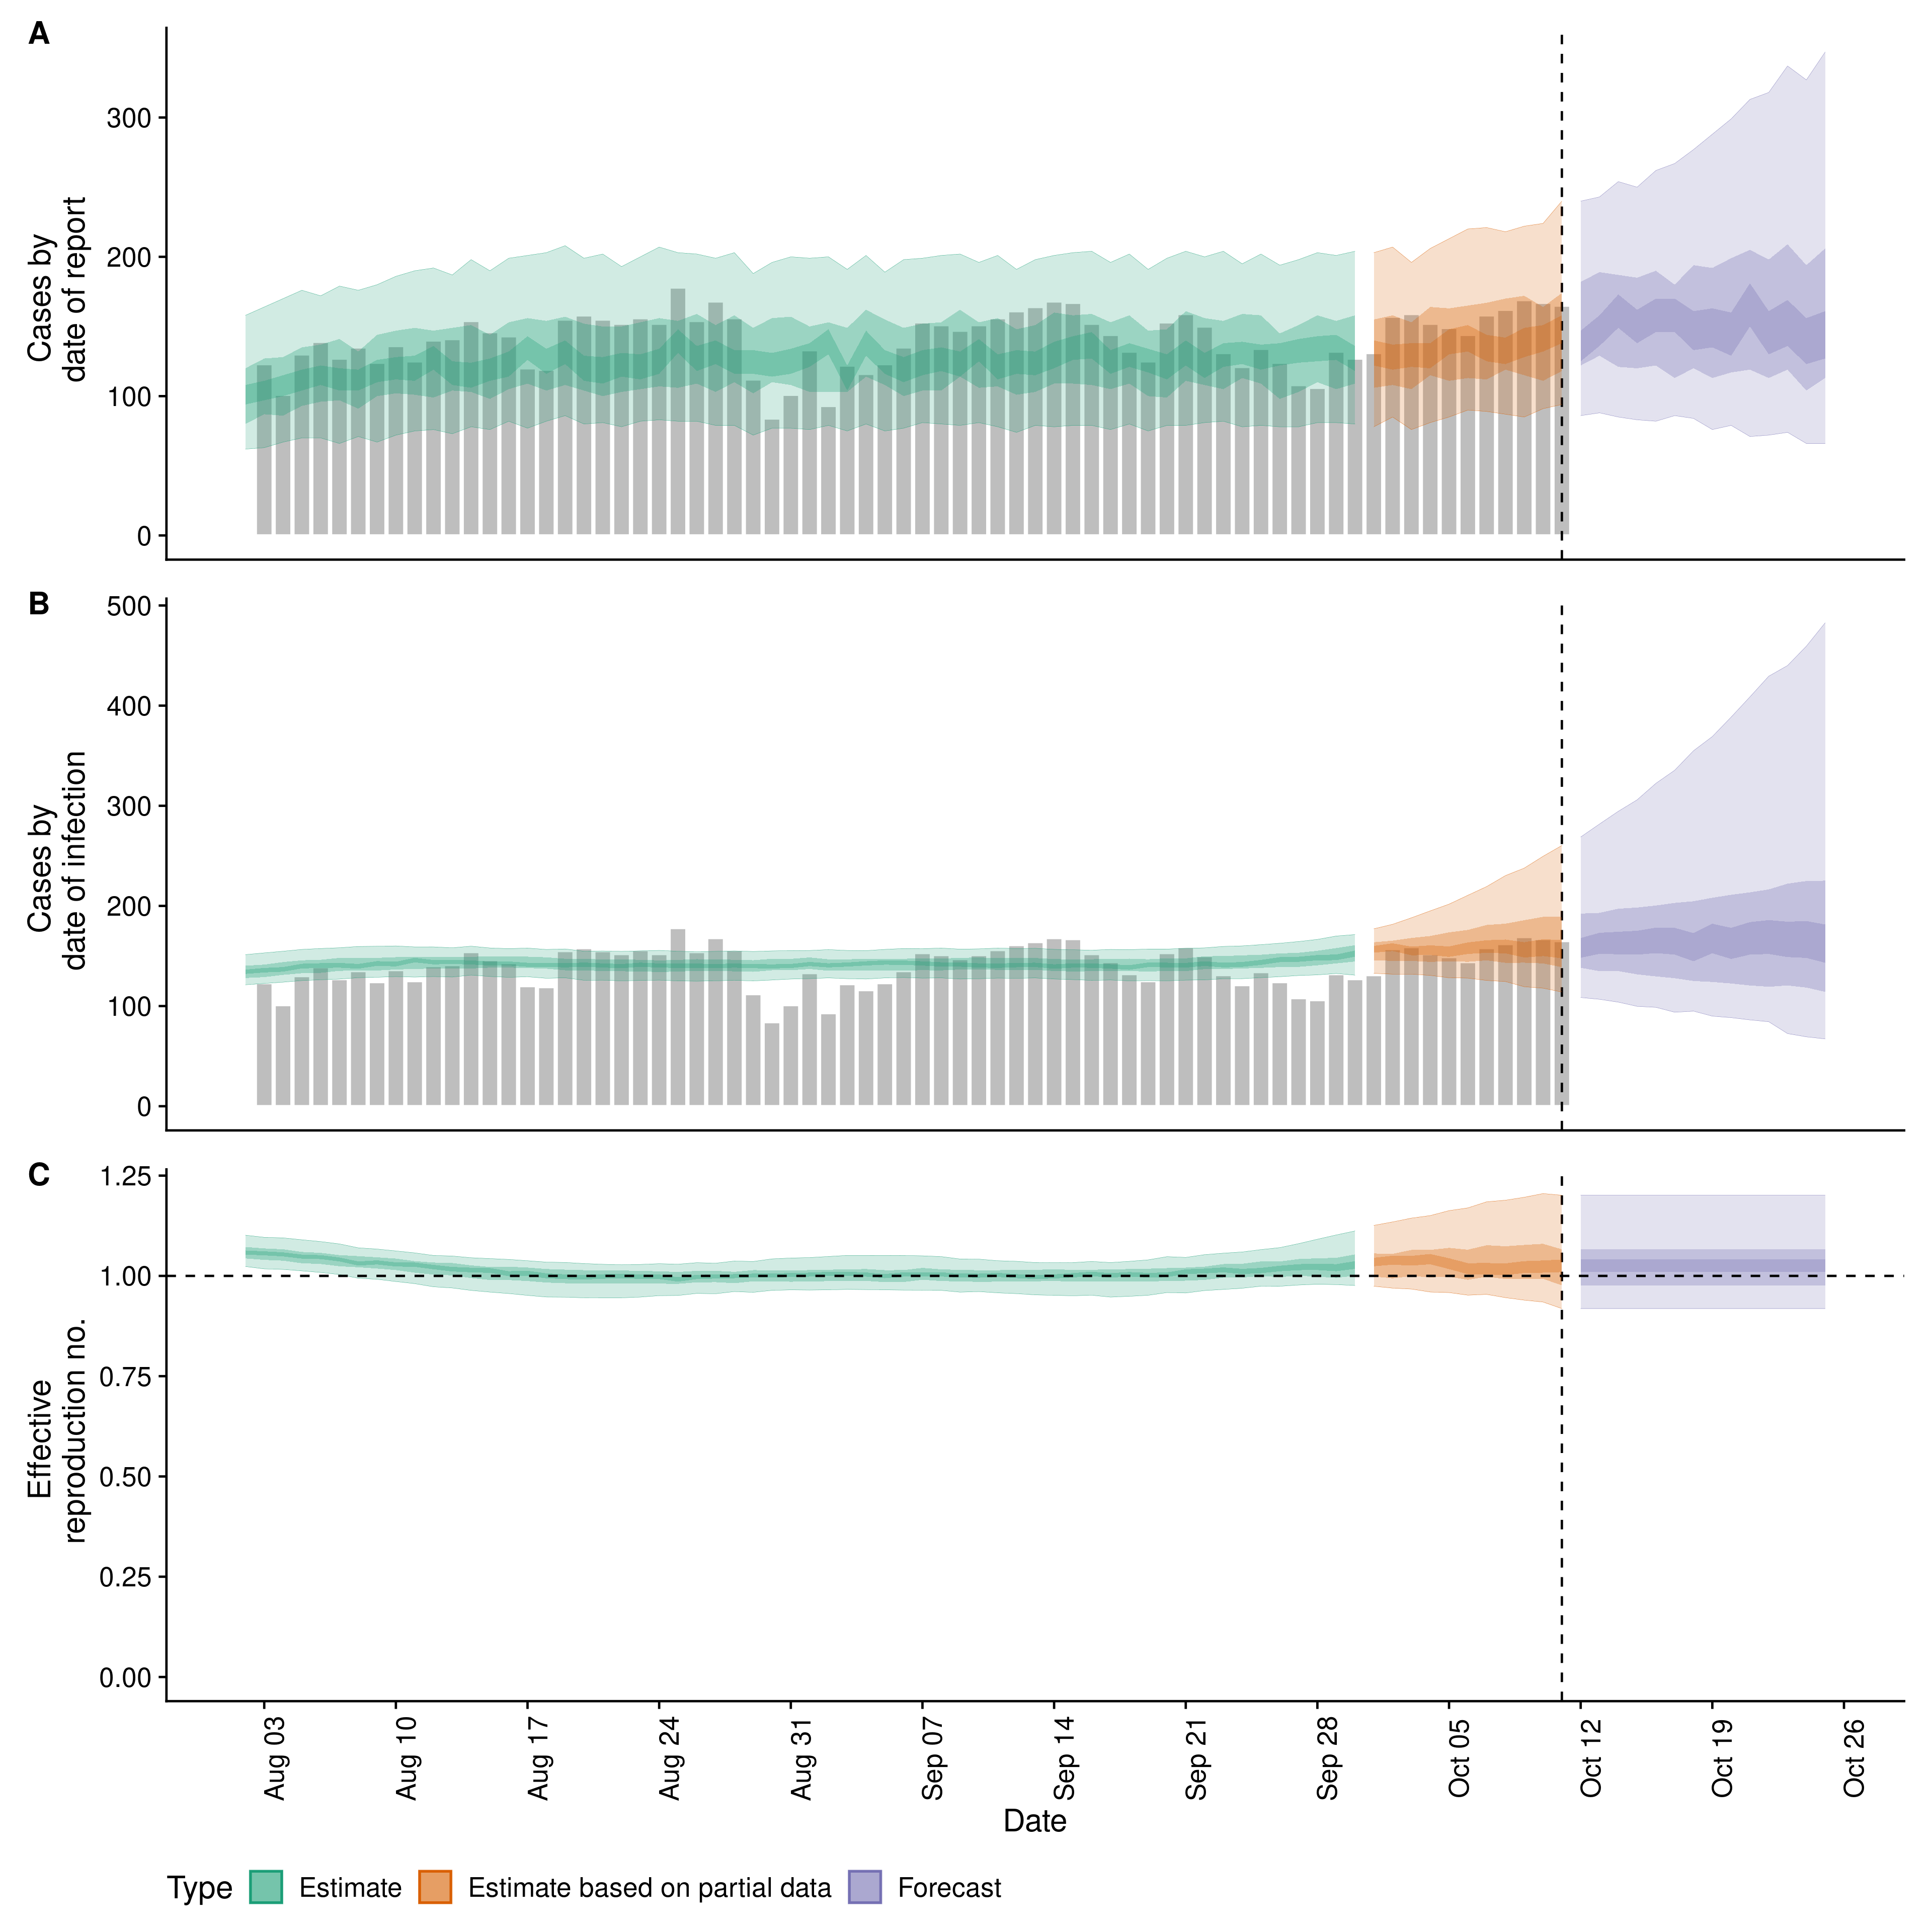 A
Cases by
date of report
300
200
100
0
B
Cases by
date of infection
500
400
300
200
100
0
C
Effective
reproduction no.
1.25
1.00
0.75
0.50
0.25
0.00
Aug 03
Aug 10
Aug 17
Aug 24
Aug 31
Sep 07
Sep 14
Sep 21
Sep 28
Oct 05
Oct 12
Oct 19
Oct 26
Date
Type Estimate Estimate based on partial data Forecast